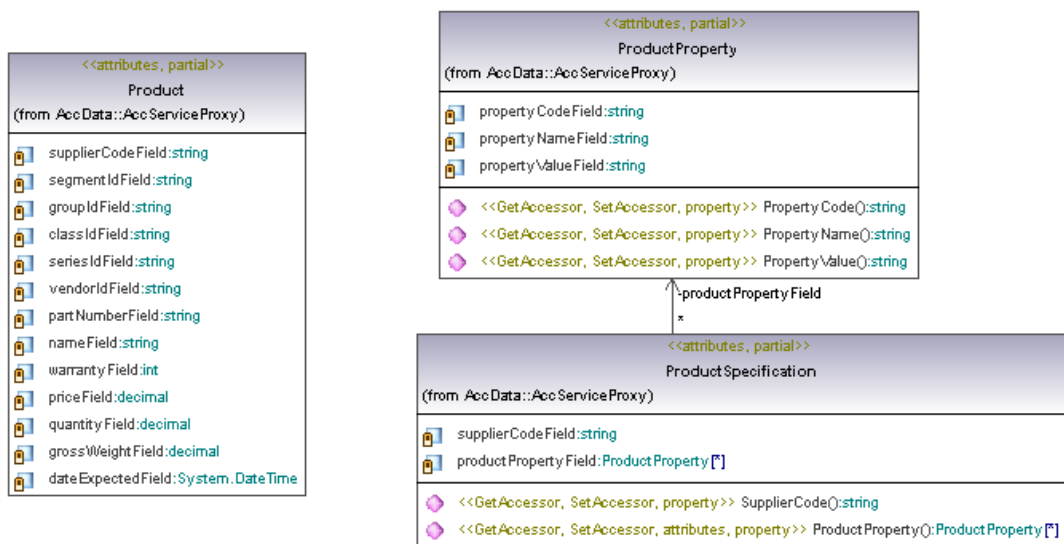 <<attributes, partial>>
Product
(from AccData::AccServiceProxy)
supplierCodeField:string
segmentIdField:string
groupIdField:string
classIdField:string
seriesIdField:string
vendorIdField:string
partNumberField:string
nameField:string
warrantyField:int
priceField:decimal
quantityField:decimal
grossWeightField:decimal
dateExpectedField:System.DateTime
<<attributes, partial>>
ProductProperty
(from AccData::AccServiceProxy)
propertyCodeField:string
propertyNameField:string
propertyValueField:string
<<GetAccessor, SetAccessor, property>> PropertyCode():string
<<GetAccessor, SetAccessor, property>> PropertyName():string
<<GetAccessor, SetAccessor, property>> PropertyValue():string
-productPropertyField
*
<<attributes, partial>>
ProductSpecification
(from AccData::AccServiceProxy)
supplierCodeField:string
productPropertyField:ProductProperty[*]
<<GetAccessor, SetAccessor, property>> SupplierCode():string
<<GetAccessor, SetAccessor, attributes, property>> ProductProperty():ProductProperty[*]